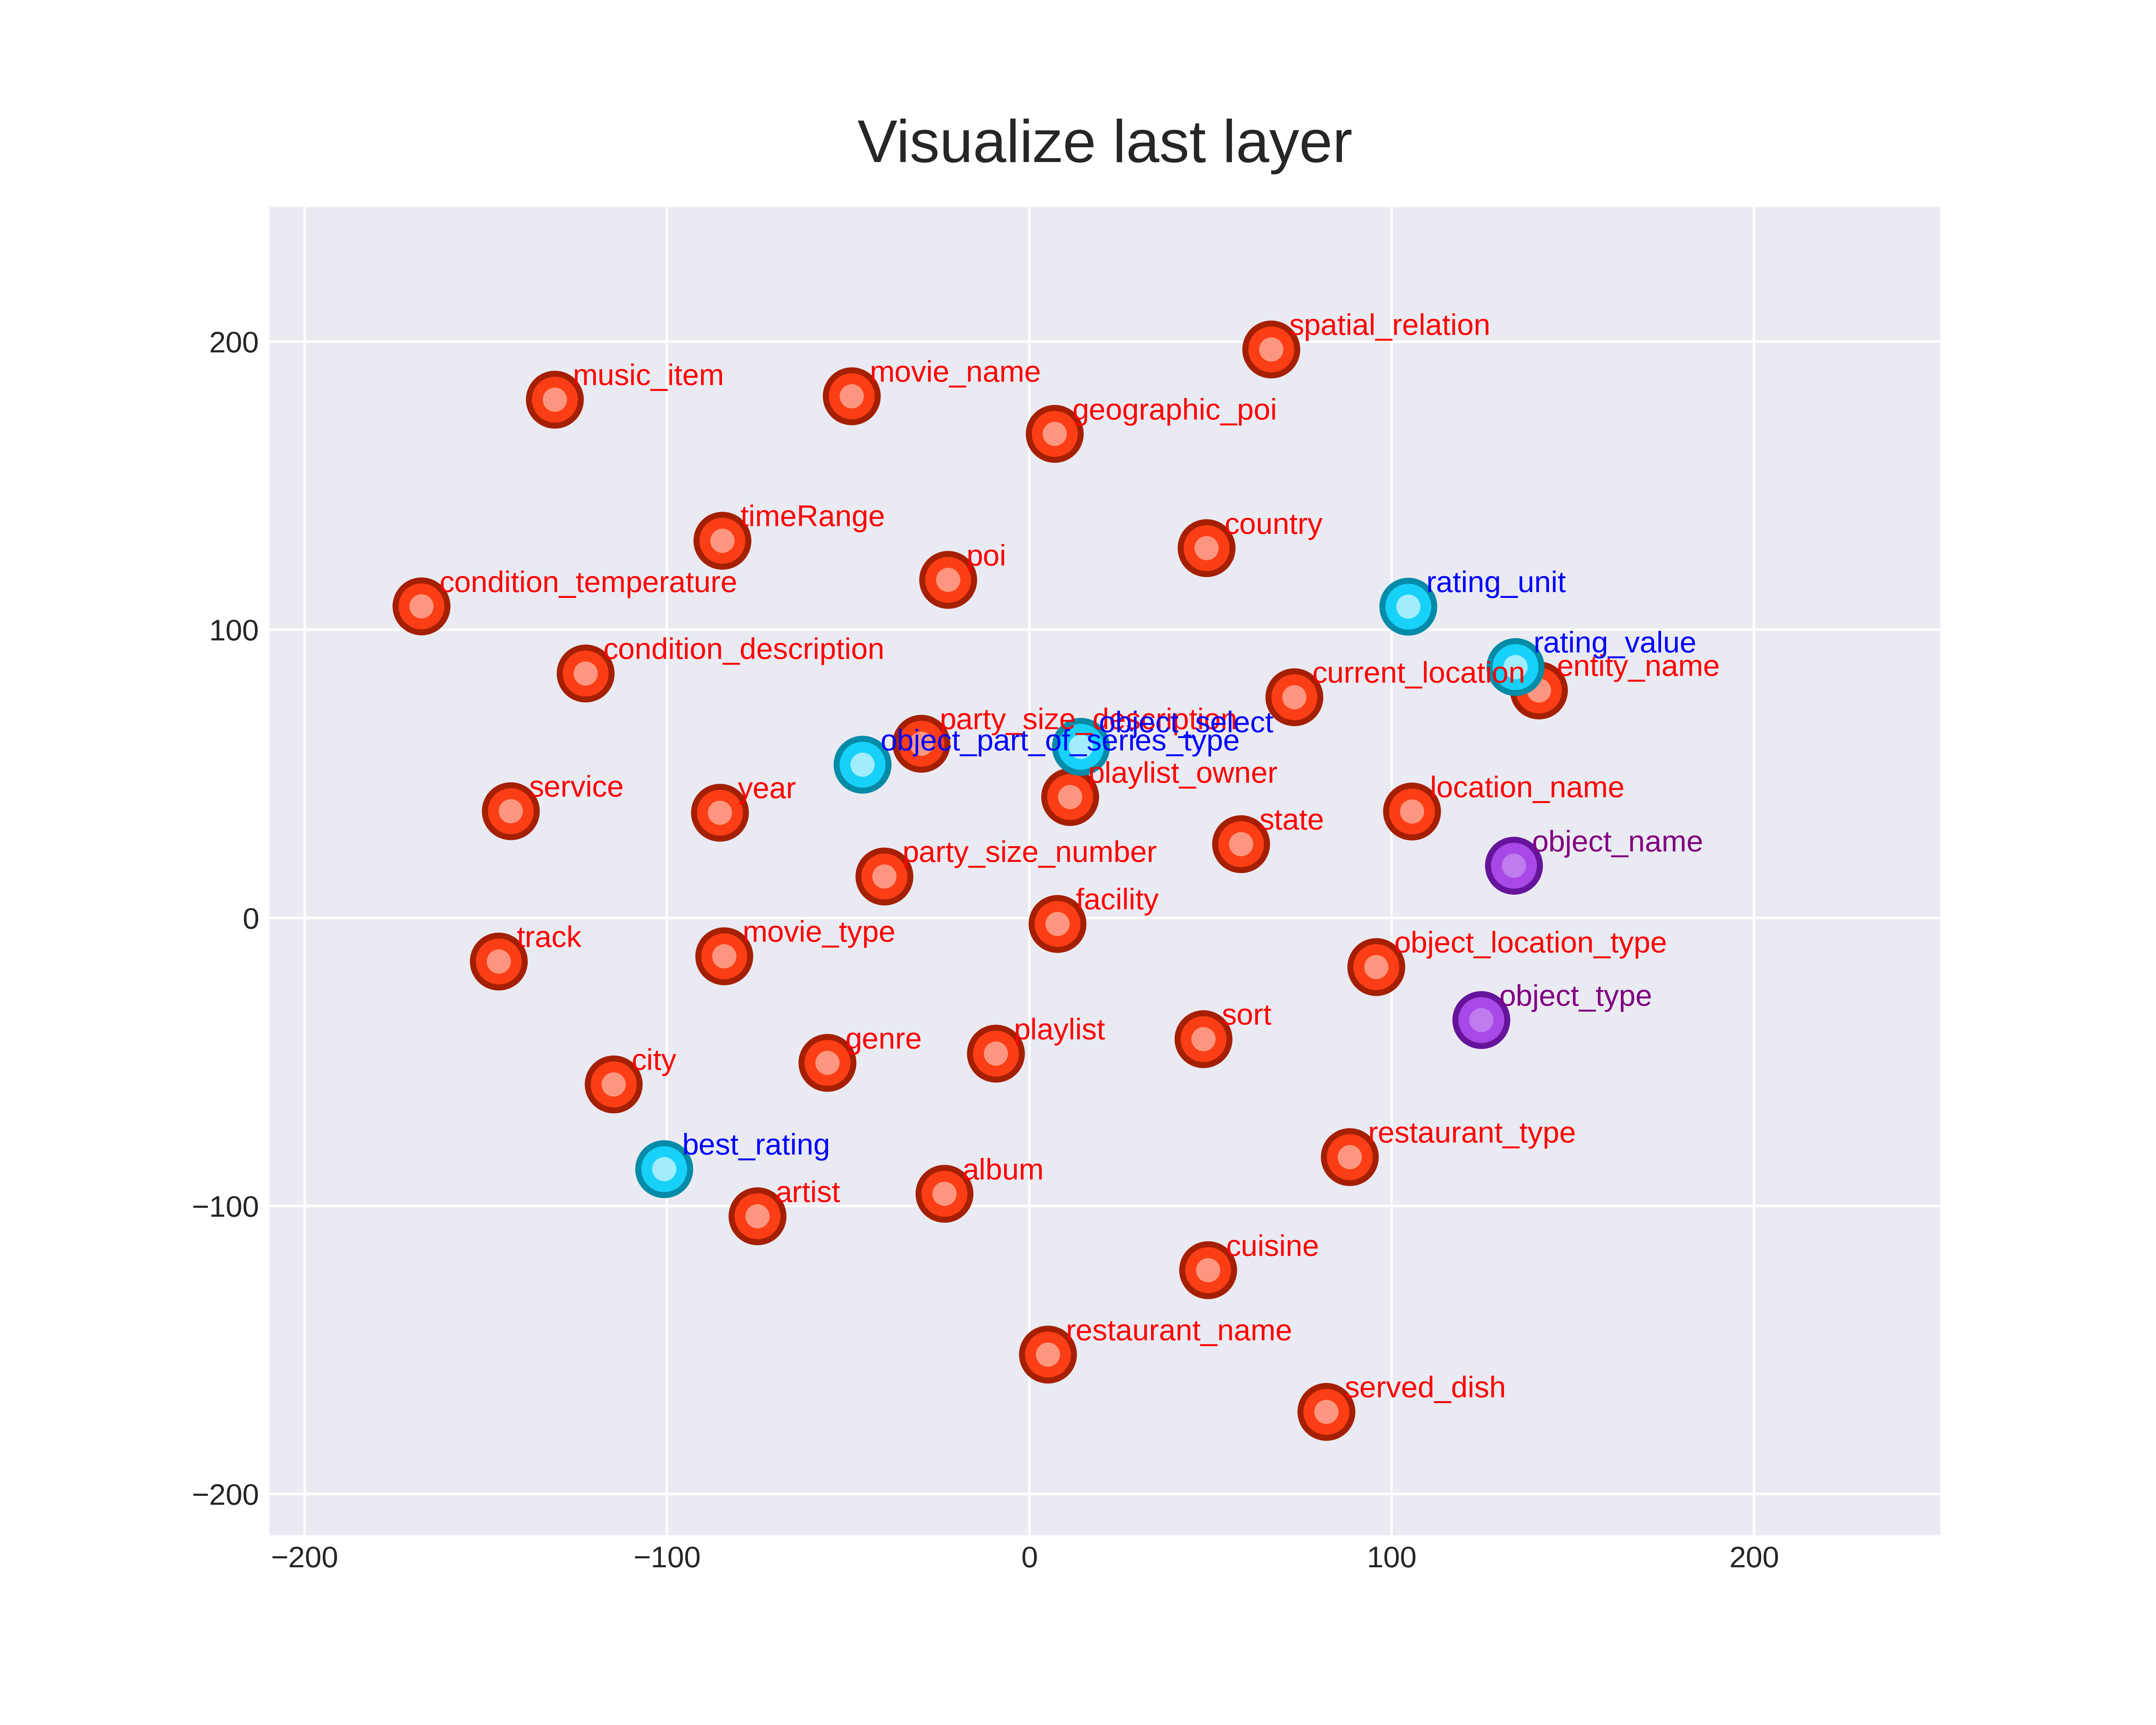 Visualize last layer
spatial_relation
music_item
movie_name
geographic_poi
timeRange
country
poi
condition_temperature
rating_unit
condition_description
rating_value
entity_name
current_location
party_size_description
object_select
object_part_of_series_type
playlist_owner
service
year
location_name
state
object_name
party_size_number
facility
track
movie_type
object_location_type
object_type
sort
playlist
genre
city
restaurant_type
best_rating
album
artist
cuisine
restaurant_name
served_dish
200
100
0
−100
−200
−200
−100
0
100
200